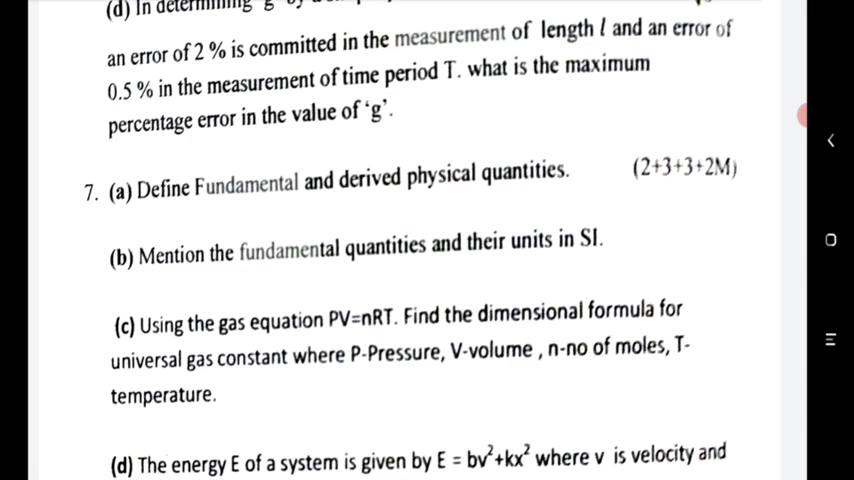 (d) In determining 'g' by
an error of 2 % is committed in the measurement of length l and an error of
0.5 % in the measurement of time period T. what is the maximum
percentage error in the value of ‘g’.
7. (a) Define Fundamental and derived physical quantities. (2+3+3+2M)
(b) Mention the fundamental quantities and their units in SI.
(c) Using the gas equation PV=nRT. Find the dimensional formula for
universal gas constant where P-Pressure, V-volume , n-no of moles, T-
temperature.
(d) The energy E of a system is given by E = bv²+kx² where v is velocity and